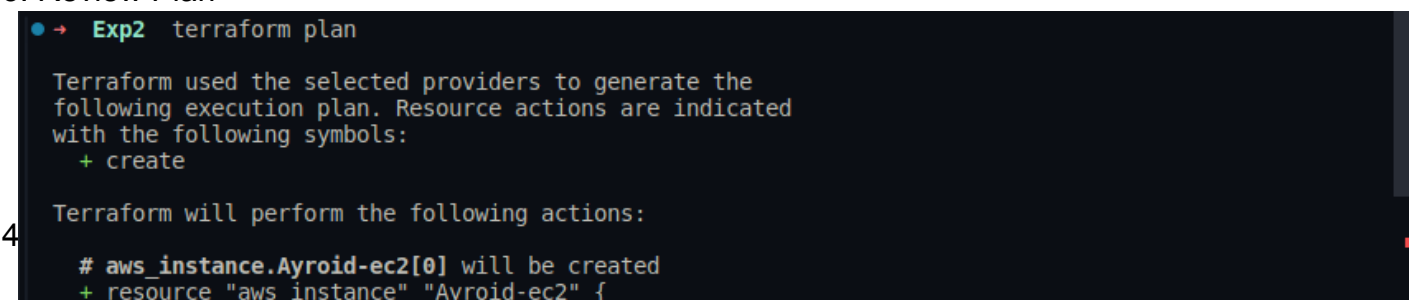 ● → Exp2 terraform plan
Terraform used the selected providers to generate the
following execution plan. Resource actions are indicated
with the following symbols:
+ create
Terraform will perform the following actions:
4
# aws_instance.Ayroid-ec2[0] will be created
+ resource "aws_instance" "Ayroid-ec2" {